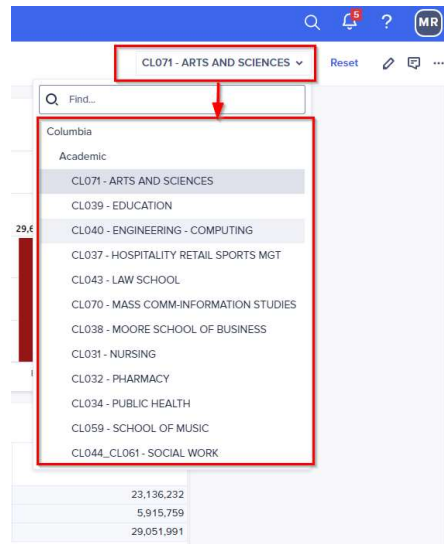 5
?
MR
CL071 - ARTS AND SCIENCES
Reset
Find...
Columbia
Academic
CL071 - ARTS AND SCIENCES
CL039 - EDUCATION
CL040 - ENGINEERING - COMPUTING
CL037 - HOSPITALITY RETAIL SPORTS MGT
CL043 - LAW SCHOOL
CL070 - MASS COMM-INFORMATION STUDIES
CL038 - MOORE SCHOOL OF BUSINESS
CL031 - NURSING
CL032 - PHARMACY
CL034 - PUBLIC HEALTH
CL059 - SCHOOL OF MUSIC
CL044_CL061 - SOCIAL WORK
29,6
23,136,232
5,915,759
29,051,991